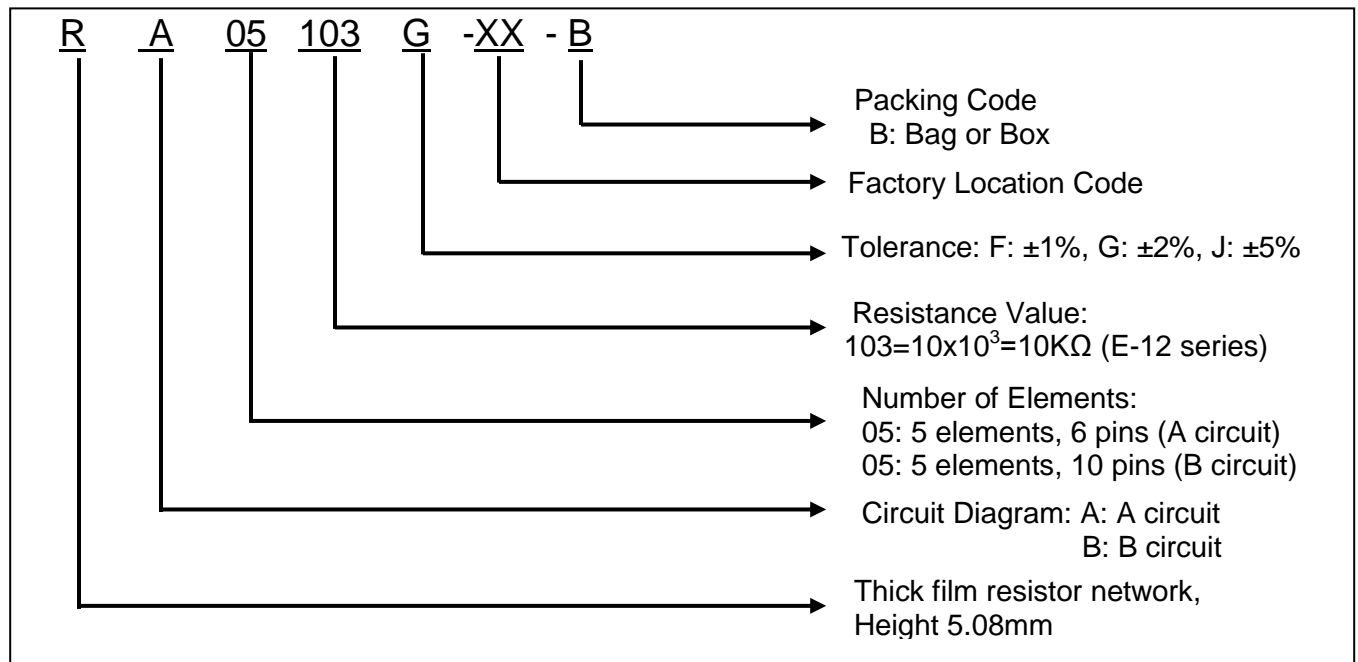 R A 05 103 G -XX - B
Packing Code
B: Bag or Box
Factory Location Code
Tolerance: F: ±1%, G: ±2%, J: ±5%
Resistance Value:
103=10x10³=10KΩ (E-12 series)
Number of Elements:
05: 5 elements, 6 pins (A circuit)
05: 5 elements, 10 pins (B circuit)
Circuit Diagram: A: A circuit
B: B circuit
Thick film resistor network,
Height 5.08mm